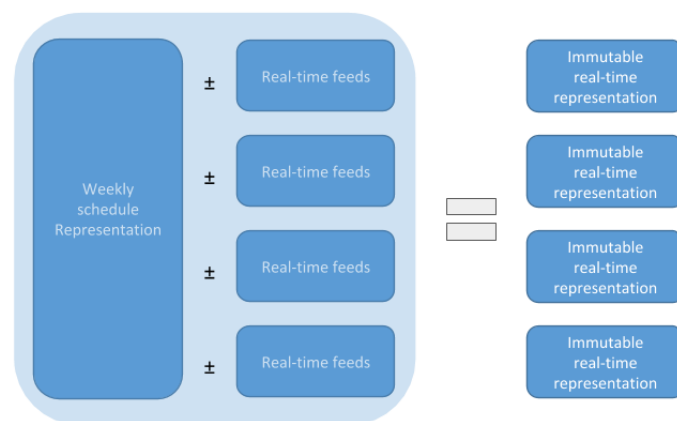 Weekly
schedule
Representation
±
Real-time feeds
±
Real-time feeds
±
Real-time feeds
±
Real-time feeds
Immutable
real-time
representation
Immutable
real-time
representation
Immutable
real-time
representation
Immutable
real-time
representation